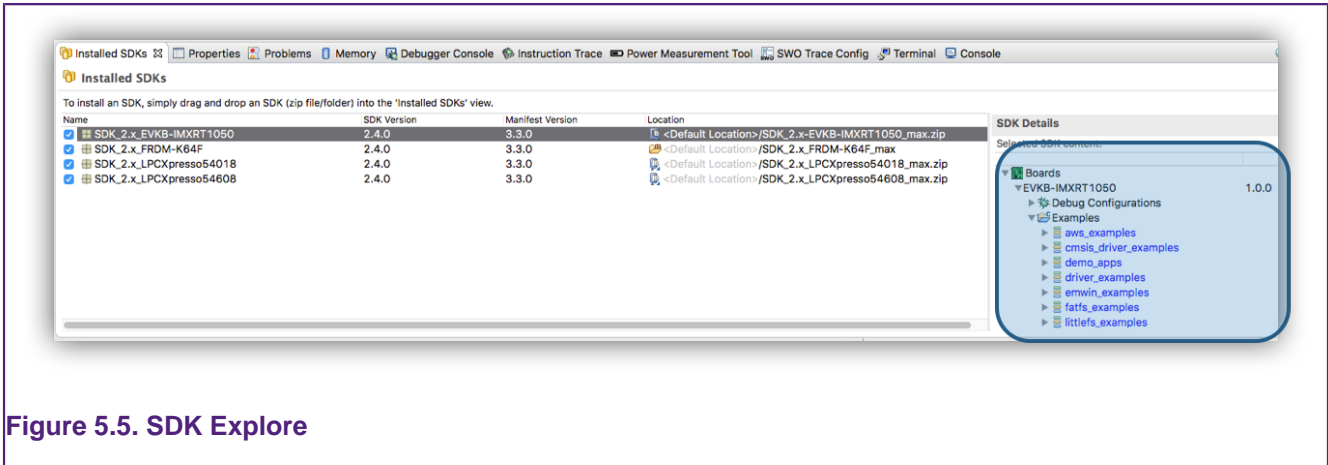 Installed SDKs Properties Problems Memory Debugger Console Instruction Trace Power Measurement Tool SWO Trace Config Terminal Console
Installed SDKs
To install an SDK, simply drag and drop an SDK (zip file/folder) into the 'Installed SDKs' view.
Name SDK Version Manifest Version Location
SDK_2.x_EVKB-IMXRT1050 2.4.0 3.3.0 <Default Location>/SDK_2.x-EVKB-IMXRT1050_max.zip
SDK_2.x_FRDM-K64F 2.4.0 3.3.0 <Default Location>/SDK_2.x_FRDM-K64F_max
SDK_2.x_LPCXpresso54018 2.4.0 3.3.0 <Default Location>/SDK_2.x_LPCXpresso54018_max.zip
SDK_2.x_LPCXpresso54608 2.4.0 3.3.0 <Default Location>/SDK_2.x_LPCXpresso54608_max.zip
SDK Details
Selected SDK content:
Boards
EVKB-IMXRT1050 1.0.0
Debug Configurations
Examples
aws_examples
cmsis_driver_examples
demo_apps
driver_examples
emwin_examples
fatfs_examples
littlefs_examples
Figure 5.5. SDK Explore